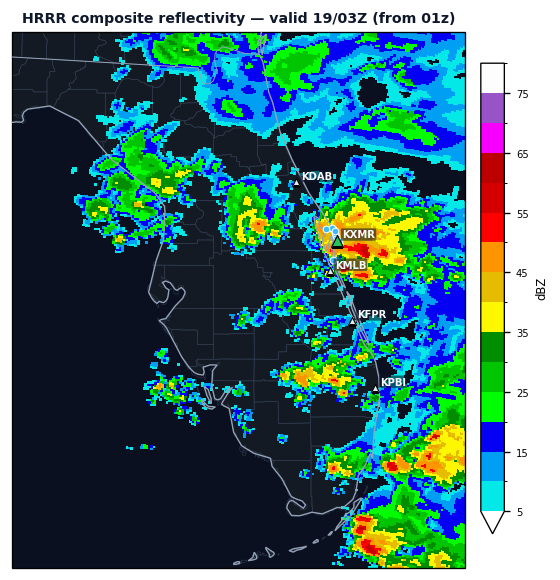 HRRR composite reflectivity — valid 19/03Z (from 01z)
KDAB
KXMR
KMLB
KFPR
KPBI
75
65
55
45
35
25
15
5
dBZ